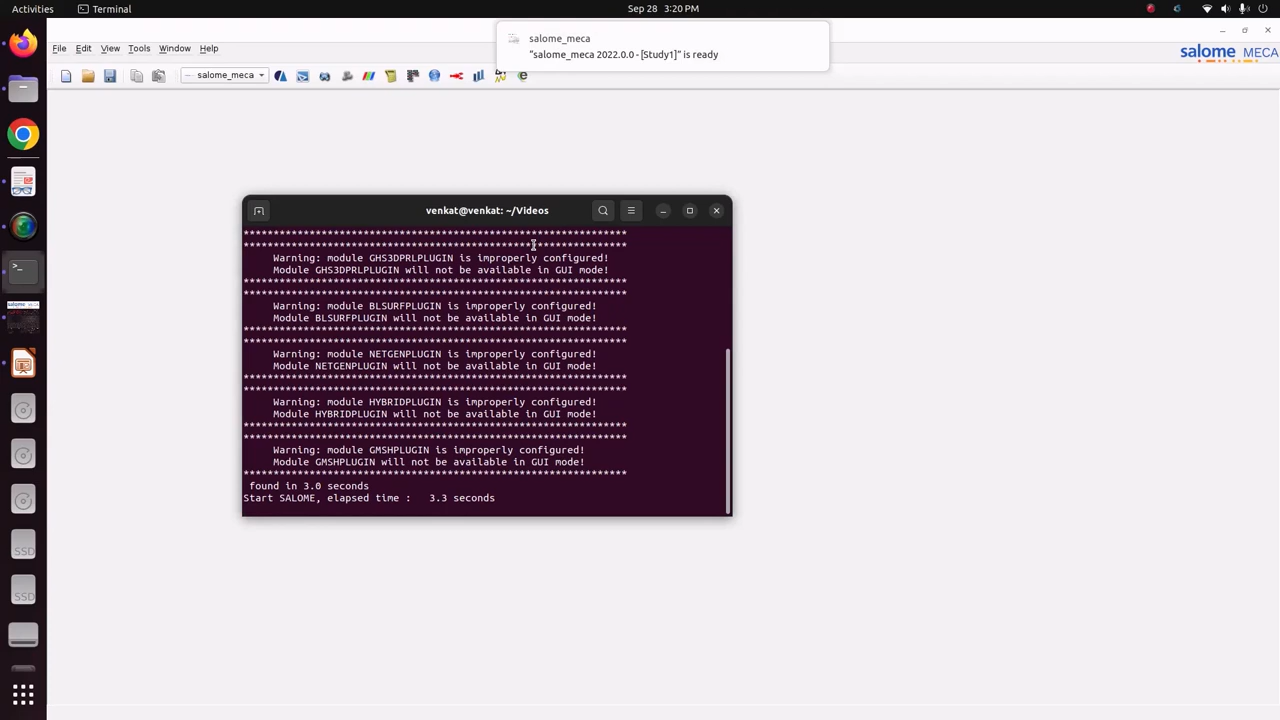 Activities
Terminal
Sep 28 3:20 PM
salome_meca
"salome_meca 2022.0.0 - [Study1]" is ready
File Edit View Tools Window Help
salome MECA
salome_meca
venkat@venkat: ~/Videos
****************************************************************
****************************************************************
Warning: module GHS3DPRLPLUGIN is improperly configured!
Module GHS3DPRLPLUGIN will not be available in GUI mode!
****************************************************************
****************************************************************
Warning: module BLSURFPLUGIN is improperly configured!
Module BLSURFPLUGIN will not be available in GUI mode!
****************************************************************
****************************************************************
Warning: module NETGENPLUGIN is improperly configured!
Module NETGENPLUGIN will not be available in GUI mode!
****************************************************************
****************************************************************
Warning: module HYBRIDPLUGIN is improperly configured!
Module HYBRIDPLUGIN will not be available in GUI mode!
****************************************************************
****************************************************************
Warning: module GMSHPLUGIN is improperly configured!
Module GMSHPLUGIN will not be available in GUI mode!
****************************************************************
found in 3.0 seconds
Start SALOME, elapsed time :   3.3 seconds
salome
SSD
SSD